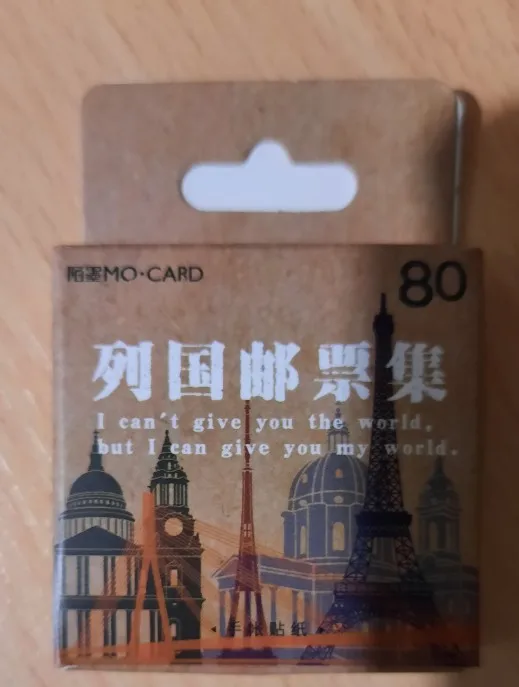 陌墨MO·CARD
80
列国邮票集
I can't give you the world,
but I can give you my world.
手帐贴纸